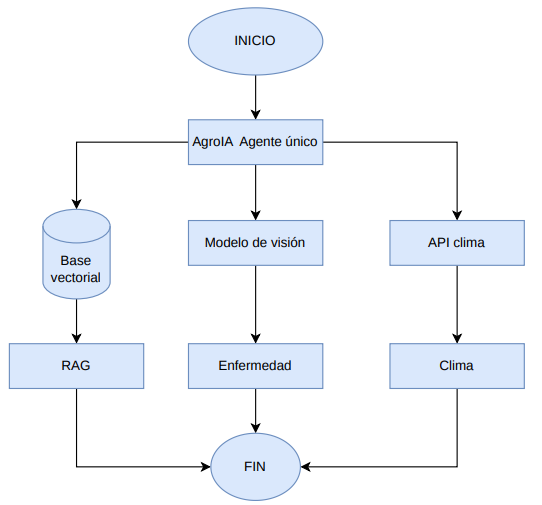 INICIO
AgroIA Agente único
Base
vectorial
Modelo de visión
API clima
RAG
Enfermedad
Clima
FIN